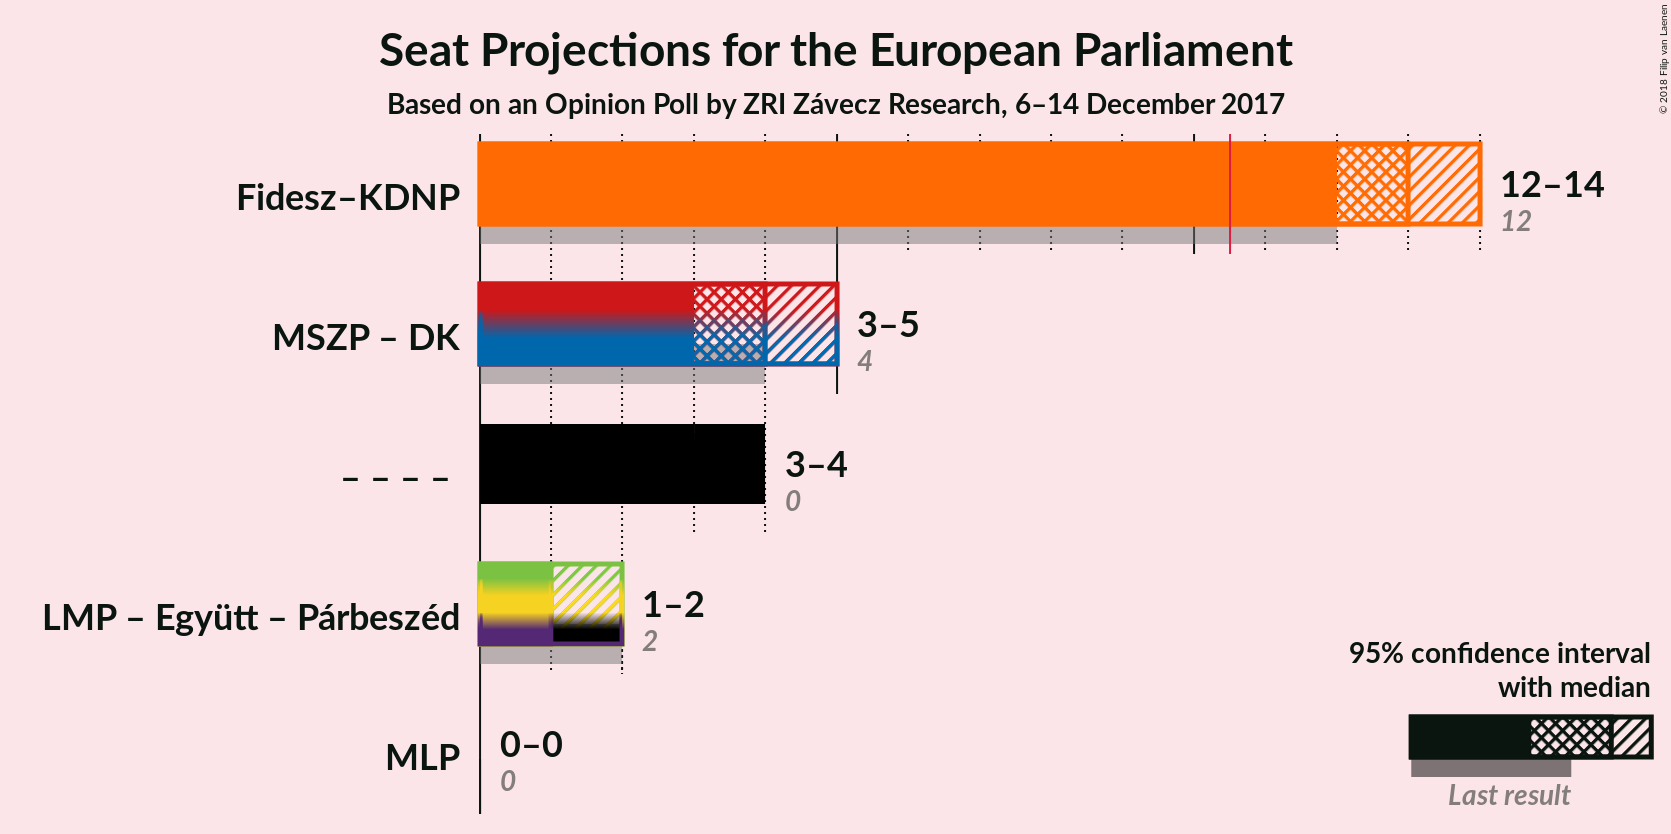 Seat Projections for the European Parliament
Based on an Opinion Poll by ZRI Závecz Research, 6–14 December 2017
© 2018 Filip van Laenen
Fidesz–KDNP
12–14
12
MSZP – DK
3–5
4
– – – –
3–4
0
LMP – Együtt – Párbeszéd
1–2
2
MLP
0–0
0
95% confidence interval
with median
Last result